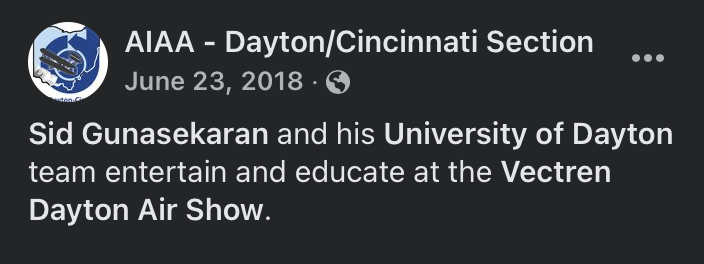 AIAA - Dayton/Cincinnati Section
June 23, 2018 ·
Sid Gunasekaran and his University of Dayton
team entertain and educate at the Vectren
Dayton Air Show.